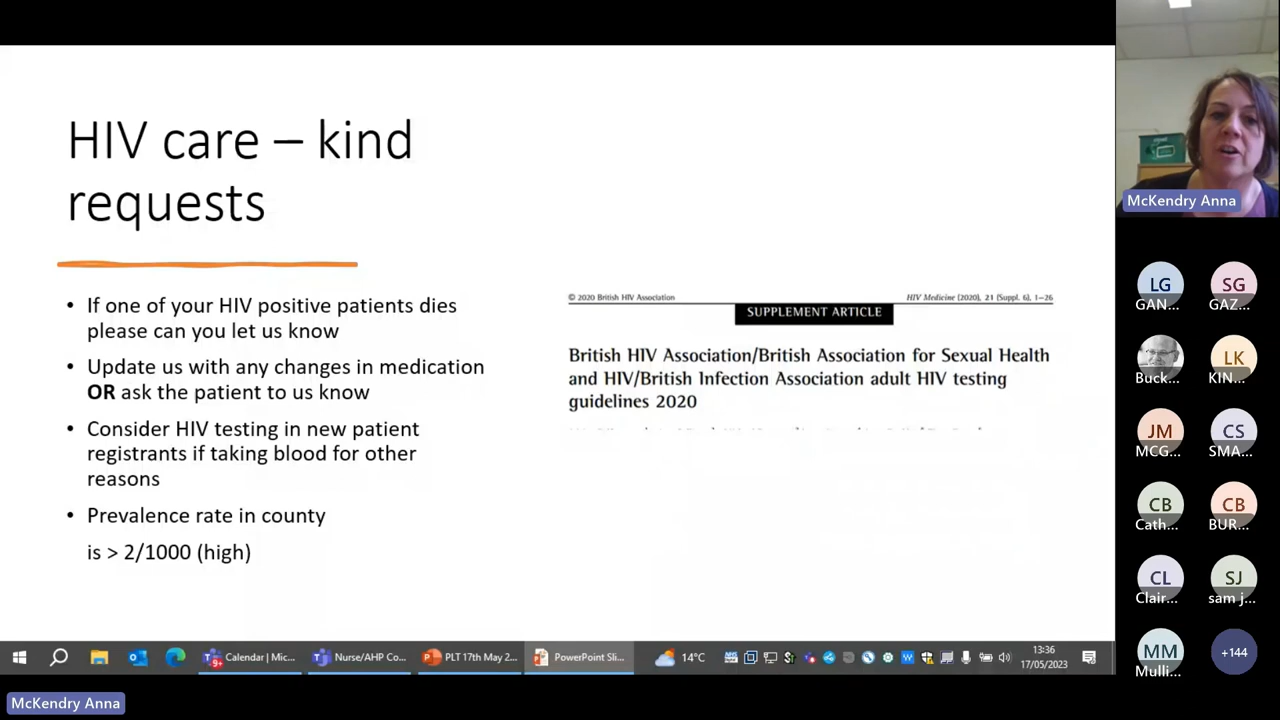 HIV care – kind
requests
• If one of your HIV positive patients dies
please can you let us know
• Update us with any changes in medication
OR ask the patient to us know
• Consider HIV testing in new patient
registrants if taking blood for other
reasons
• Prevalence rate in county
is > 2/1000 (high)
© 2020 British HIV Association
HIV Medicine (2020), 21 (Suppl. 6), 1–26
SUPPLEMENT ARTICLE
British HIV Association/British Association for Sexual Health
and HIV/British Infection Association adult HIV testing
guidelines 2020
McKendry Anna
LG
GAN...
SG
GAZ...
Buck...
LK
KIN...
JM
MCG...
CS
SMA...
CB
Cath...
CB
BUR...
CL
Clair...
SJ
sam j...
MM
Mulli...
+144
Calendar | Mic...
Nurse/AHP Co...
PLT 17th May 2...
PowerPoint Sli...
14°C
13:36
17/05/2023
McKendry Anna